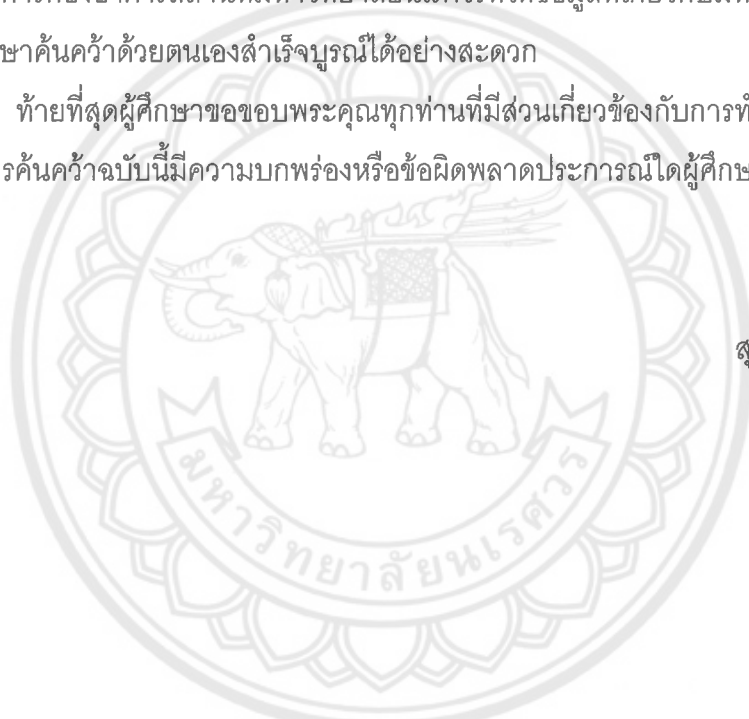 ษาค้นคว้าด้วยตนเองสำเร็จบูรณ์ได้อย่างสะดวก
ท้ายที่สุดผู้ศึกษาขอขอบพระคุณทุกท่านที่มีส่วนเกี่ยวข้องกับการทำ
รค้นคว้าฉบับนี้มีความบกพร่องหรือข้อผิดพลาดประการณ์ใดผู้ศึกษ
สุ
มหาวิทยาลัยนเรศวร